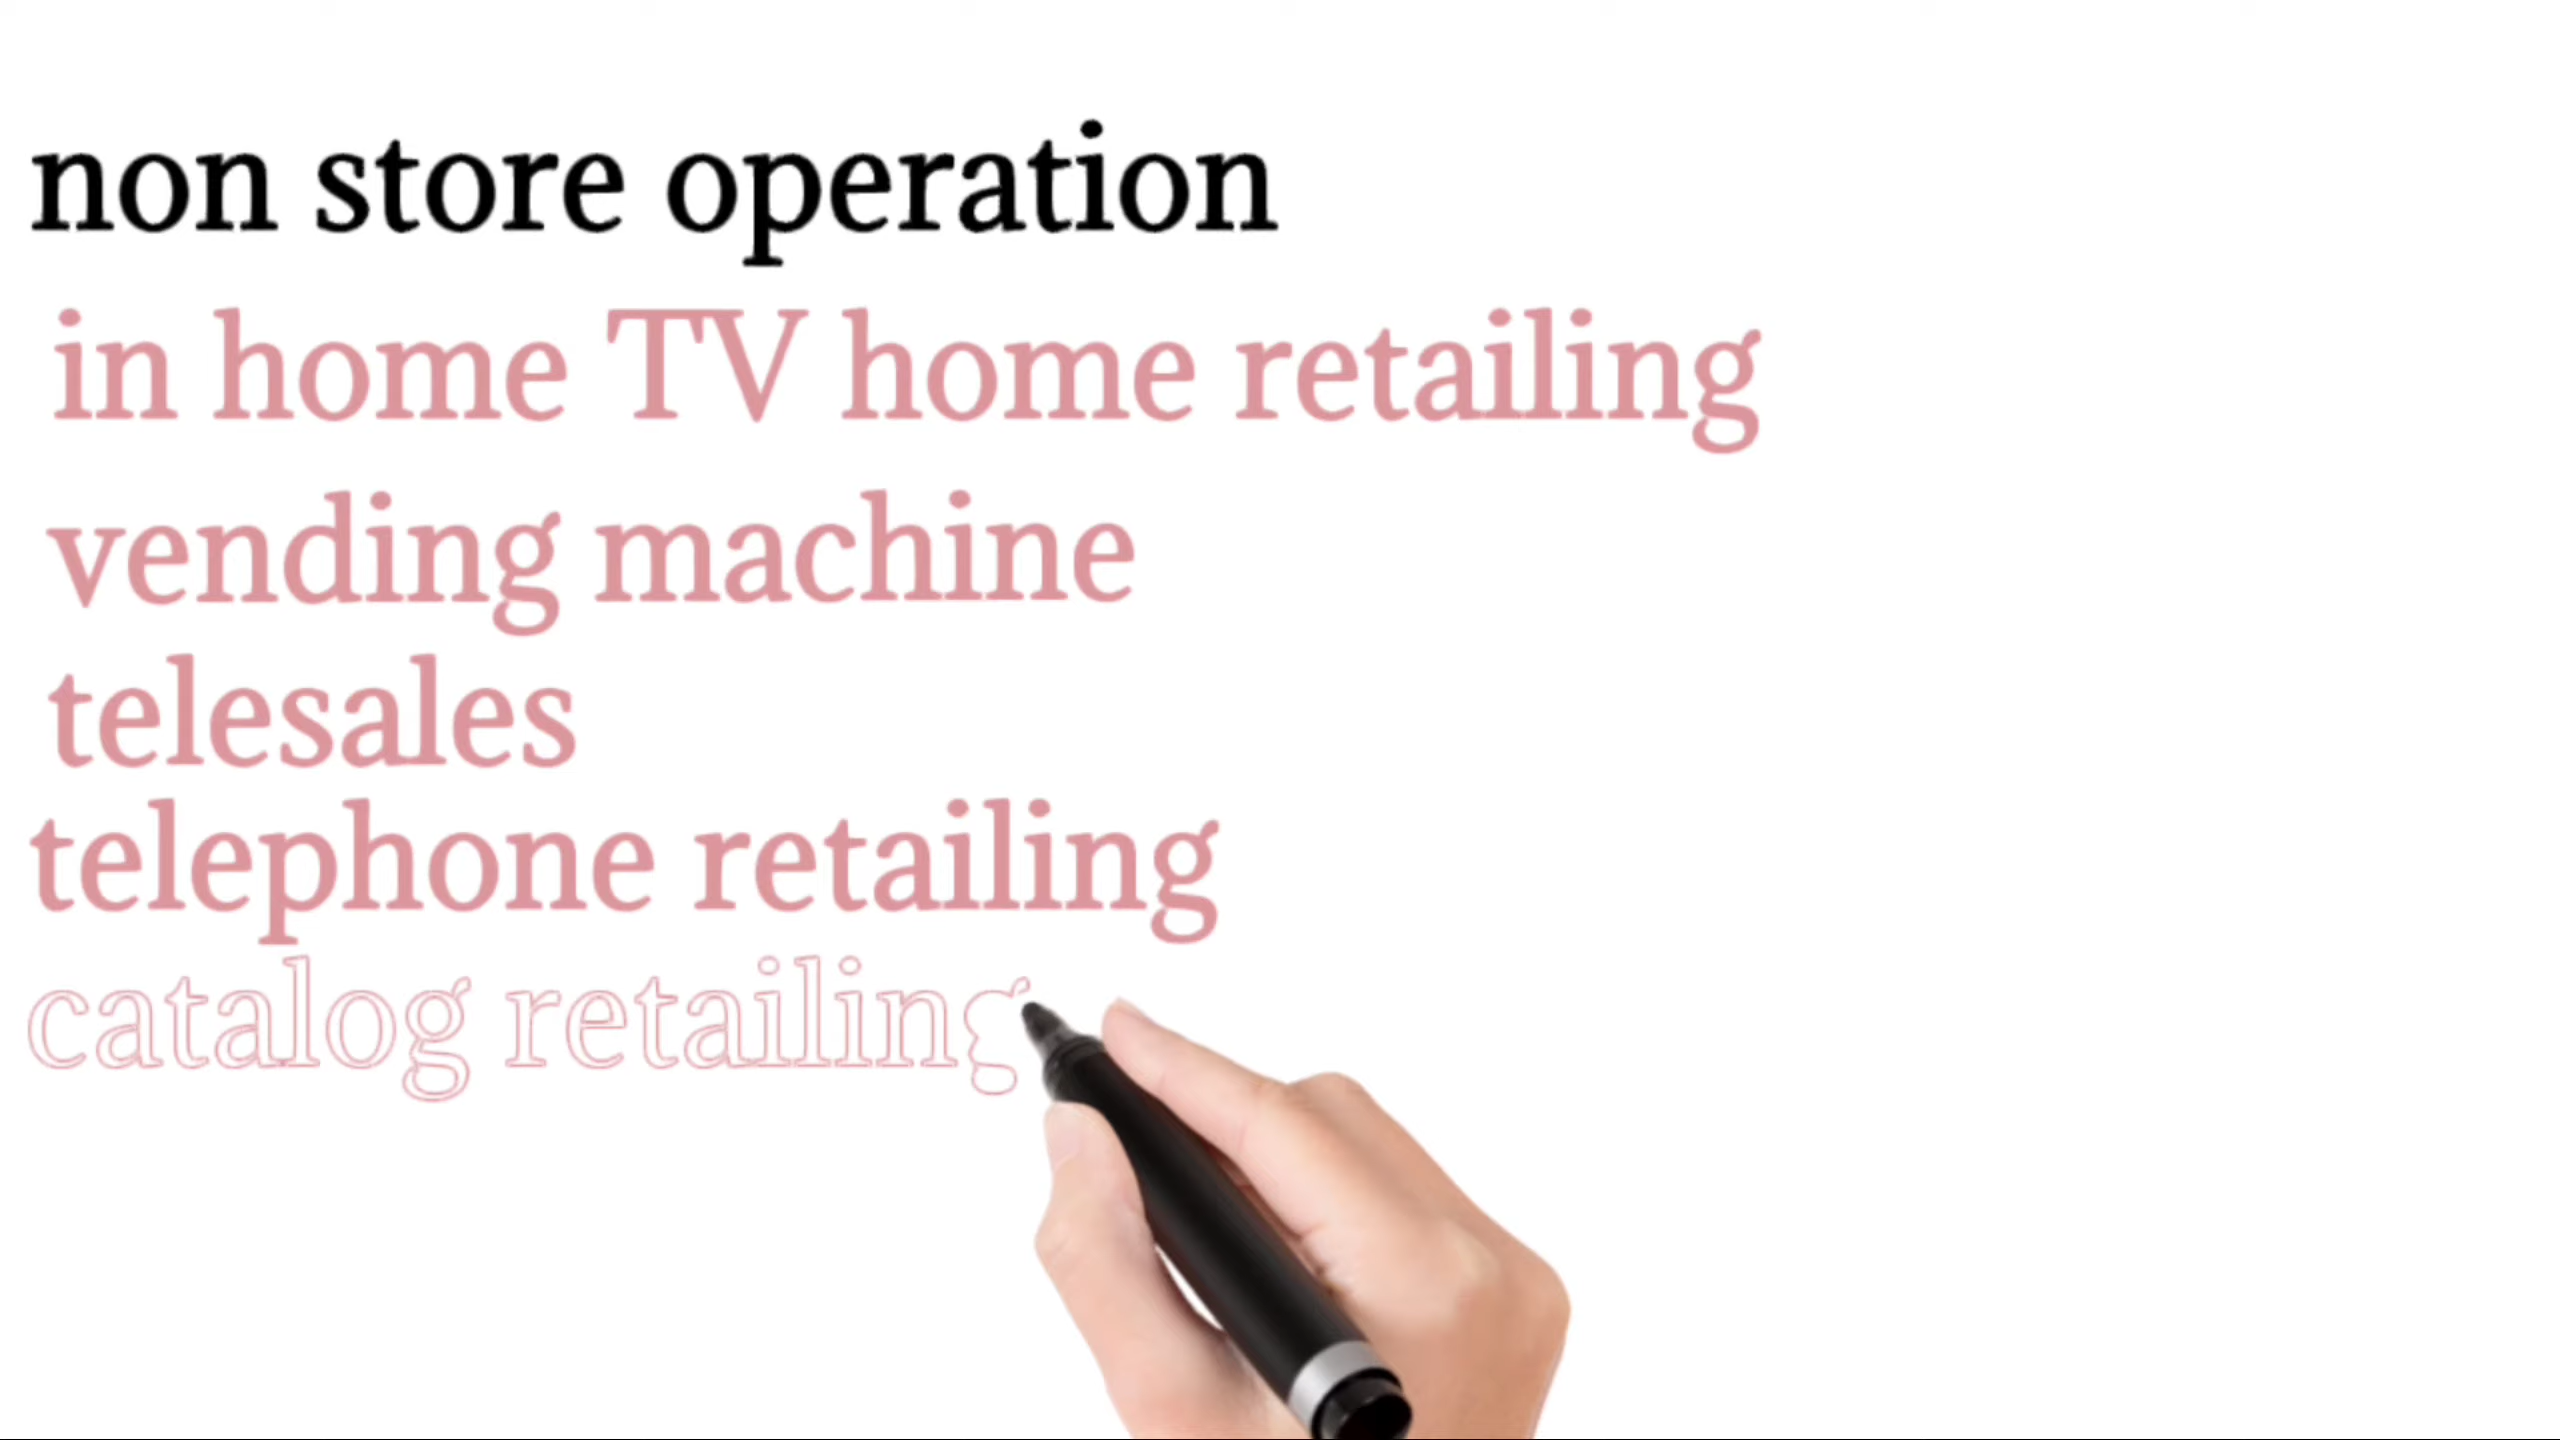 non store operation
in home TV home retailing
vending machine
telesales
telephone retailing
catalog retailing